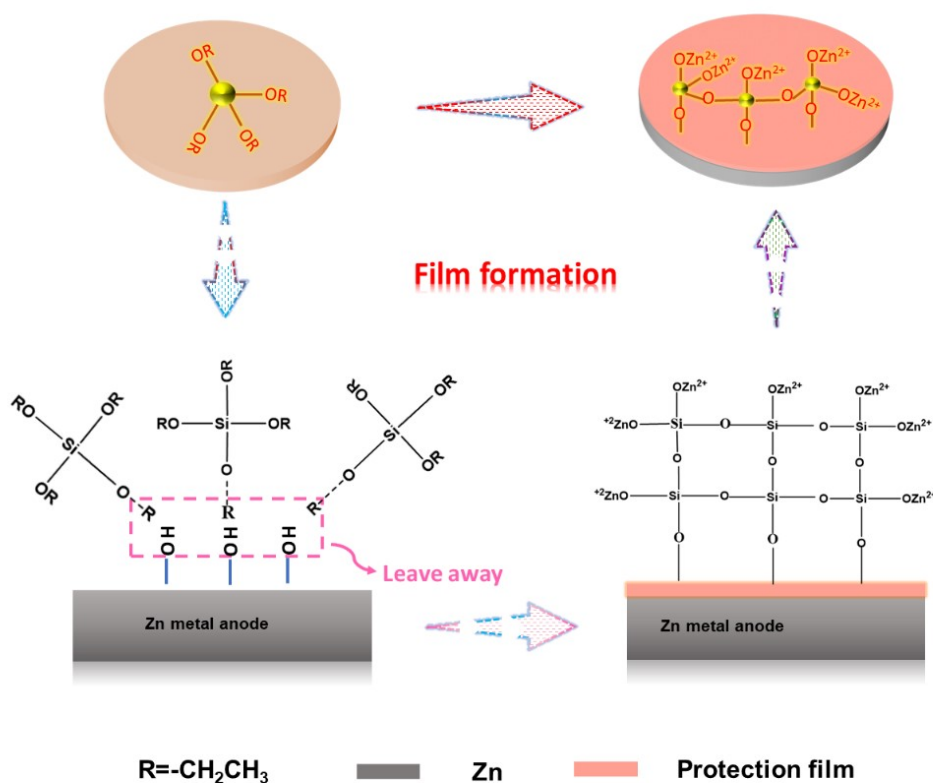 OR
OR
OR
OR
OZn²⁺
OZn²⁺
OZn²⁺
OZn²⁺
OZn²⁺
O
O
O
O
O
Film formation
OR
RO
OR
Si
OR
O
R
OR
RO
Si
OR
O
R
OR
OR
Si
OR
O
R
OH
OH
OH
Leave away
Zn metal anode
OZn²⁺
OZn²⁺
OZn²⁺
⁺²ZnO
Si
O
Si
O
Si
OZn²⁺
O
O
O
⁺²ZnO
Si
O
Si
O
Si
OZn²⁺
O
O
O
Zn metal anode
R=-CH₂CH₃
Zn
Protection film